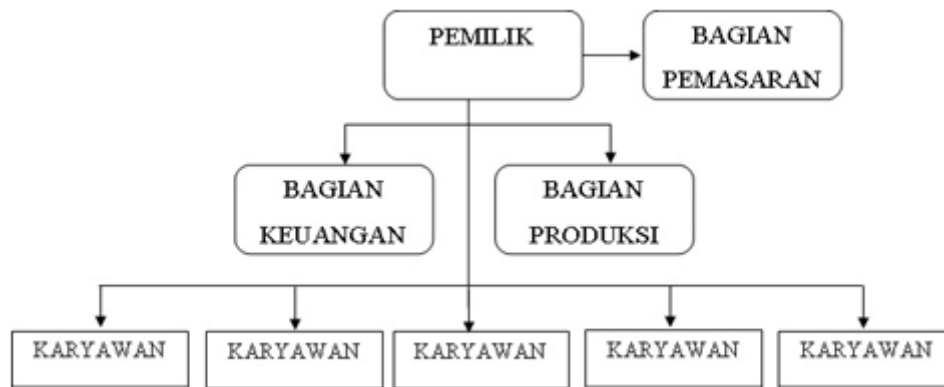 PEMILIK
BAGIAN
PEMASARAN
BAGIAN
KEUANGAN
BAGIAN
PRODUKSI
KARYAWAN
KARYAWAN
KARYAWAN
KARYAWAN
KARYAWAN